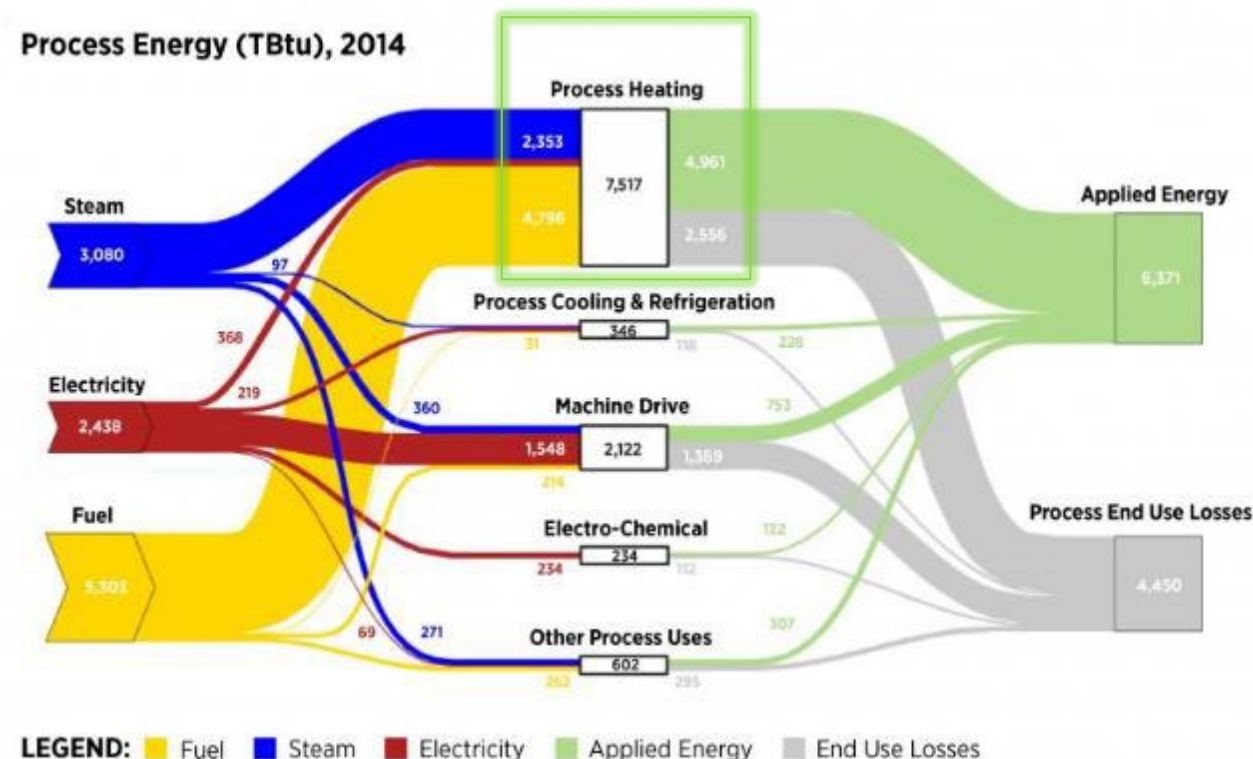 Process Energy (TBtu), 2014
Process Heating
2,353
7,517
4,961
4,796
2,556
Steam
3,080
97
368
Applied Energy
6,371
Process Cooling & Refrigeration
346
31
118
228
Electricity
2,438
219
360
Machine Drive
753
1,548
2,122
1,369
214
Fuel
5,303
Electro-Chemical
234
234
122
112
Process End Use Losses
4,450
69
271
Other Process Uses
602
262
295
307
LEGEND: Fuel Steam Electricity Applied Energy End Use Losses